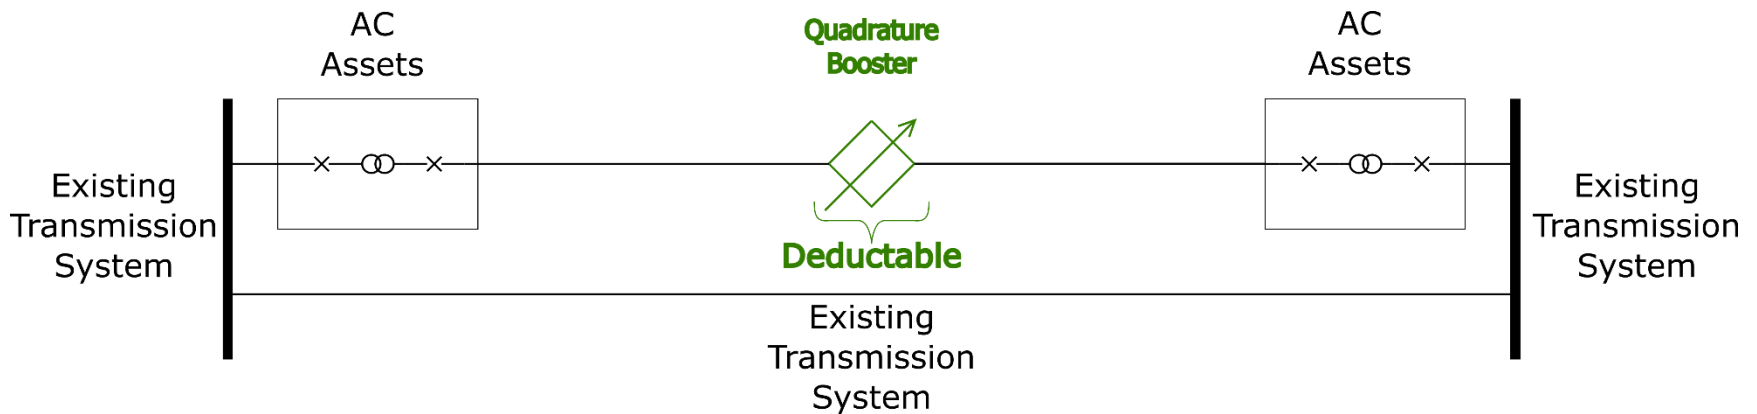 AC
Assets
Quadrature
Booster
AC
Assets
Existing
Transmission
System
Deductable
Existing
Transmission
System
Existing
Transmission
System